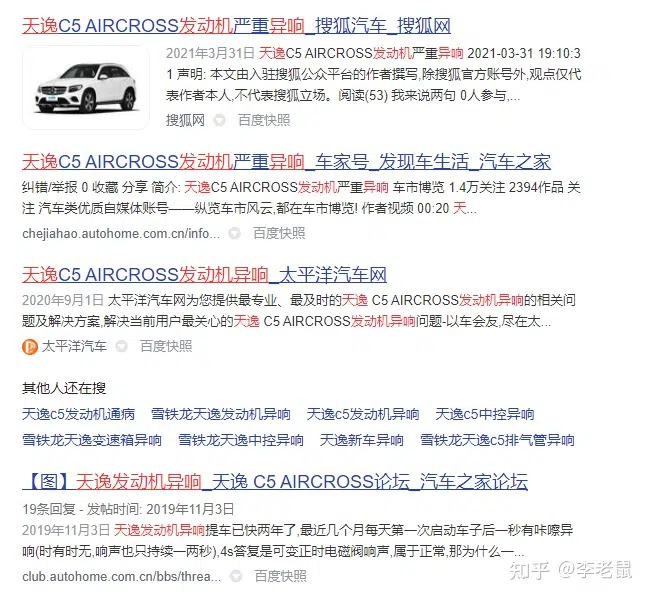 天逸C5 AIRCROSS发动机严重异响_搜狐汽车_搜狐网
2021年3月31日 天逸C5 AIRCROSS发动机严重异响 2021-03-31 19:10:3
1 声明: 本文由入驻搜狐公众平台的作者撰写,除搜狐官方账号外,观点仅代
表作者本人,不代表搜狐立场。阅读(53) 我来说两句 0人参与,...
搜狐网 百度快照
天逸C5 AIRCROSS发动机严重异响_车家号_发现车生活_汽车之家
纠错/举报 0 收藏 分享 简介: 天逸C5 AIRCROSS发动机严重异响 车市博览 1.4万关注 2394作品 关
注 汽车类优质自媒体账号——纵览车市风云,都在车市博览! 作者视频 00:20 天...
chejiahao.autohome.com.cn/info... 百度快照
天逸C5 AIRCROSS发动机异响_太平洋汽车网
2020年9月1日 太平洋汽车网为您提供最专业、最及时的天逸 C5 AIRCROSS发动机异响的相关问
题及解决方案,解决当前用户最关心的天逸 C5 AIRCROSS发动机异响问题-以车会友,尽在太...
太平洋汽车 百度快照
其他人还在搜
天逸c5发动机通病 雪铁龙天逸发动机异响 天逸c5发动机异响 天逸c5中控异响
雪铁龙天逸变速箱异响 雪铁龙天逸中控异响 天逸新车异响 雪铁龙天逸c5排气管异响
【图】天逸发动机异响_天逸 C5 AIRCROSS论坛_汽车之家论坛
19条回复 - 发帖时间: 2019年11月3日
2019年11月3日 天逸发动机异响提车已快两年了,最近几个月每天第一次启动车子后一秒有咔嚓异
响(时有时无,响声也只持续一两秒),4s答复是可变正时电磁阀响声,属于正常,那为什么一...
club.autohome.com.cn/bbs/threa... 百度快照
知乎 @李老鼠